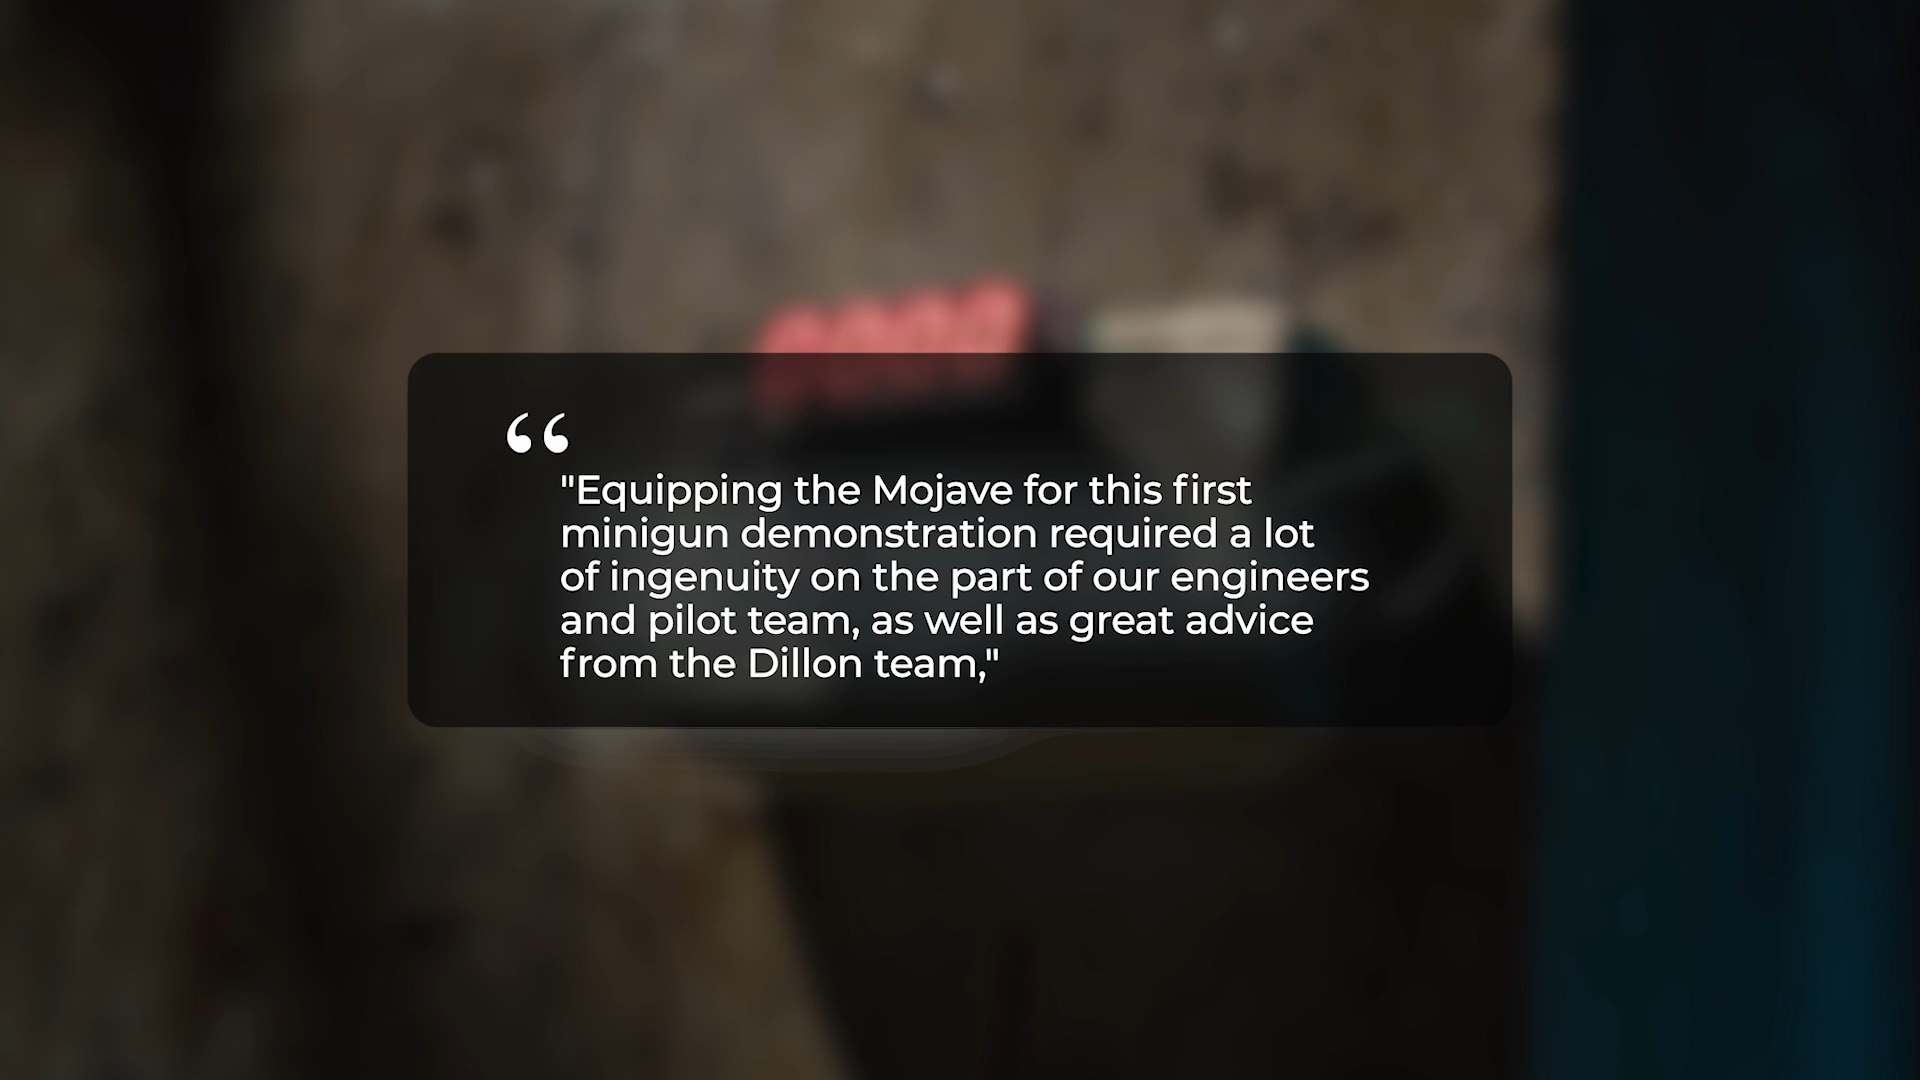 “
"Equipping the Mojave for this first
minigun demonstration required a lot
of ingenuity on the part of our engineers
and pilot team, as well as great advice
from the Dillon team,"